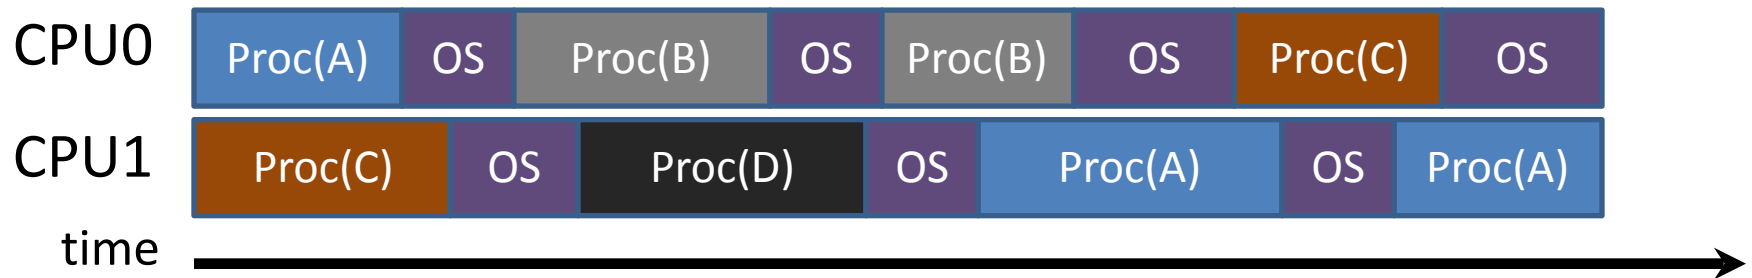 CPU0 Proc(A) OS Proc(B) OS Proc(B) OS Proc(C) OS
CPU1 Proc(C) OS Proc(D) OS Proc(A) OS Proc(A)
time